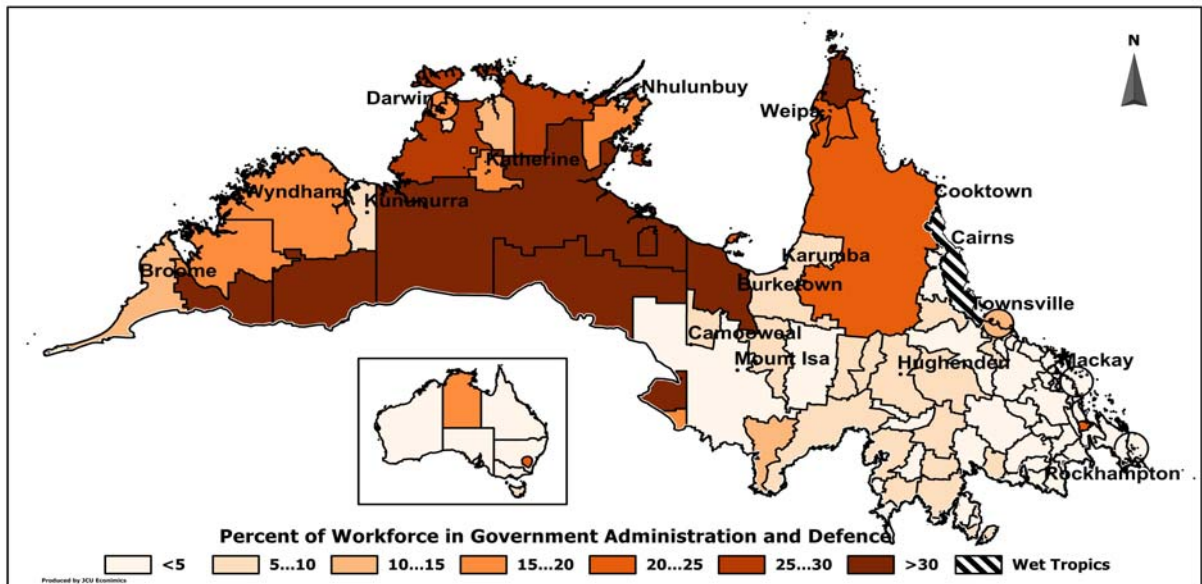 N
Nhulunbuy
Darwin
Weipa
Katherine
Wyndham
Kununurra
Cooktown
Cairns
Karumba
Broome
Burketown
Townsville
Camooweal
Mount Isa
Hughenden
Mackay
Rockhampton
Percent of Workforce in Government Administration and Defence
<5 5...10 10...15 15...20 20...25 25...30 >30 Wet Tropics
Produced by JCU Econimics